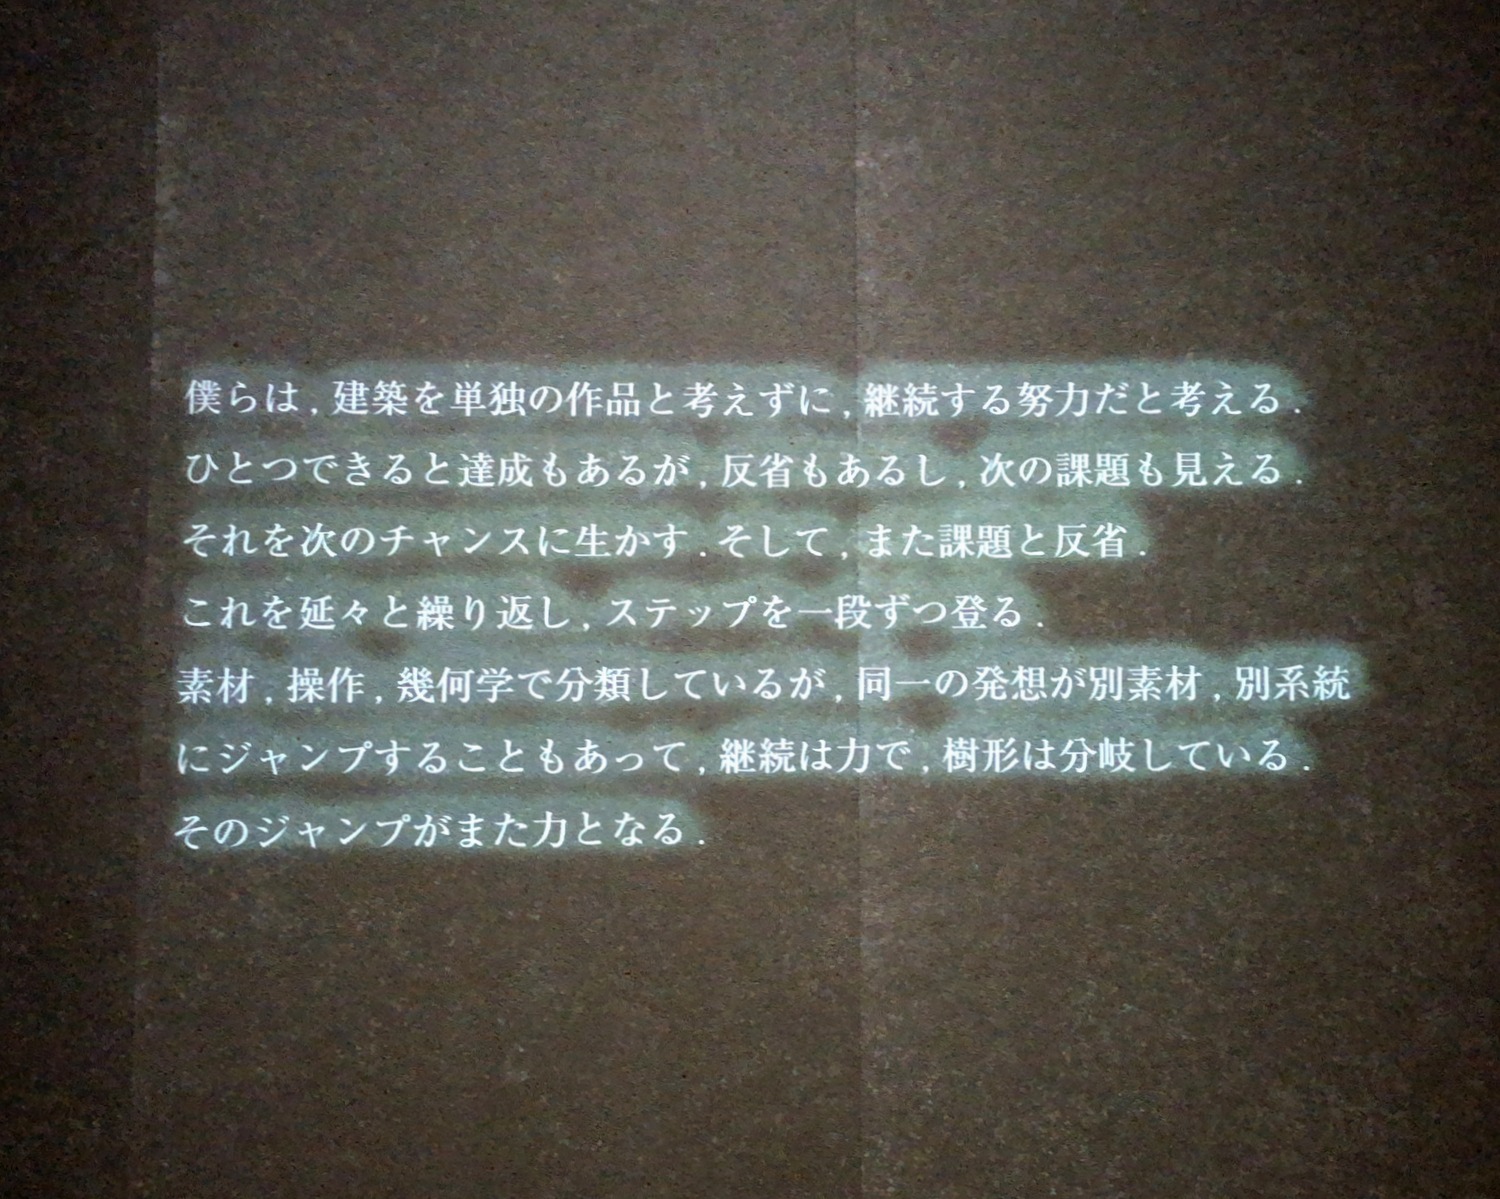 僕らは，建築を単独の作品と考えずに，継続する努力だと考える．
ひとつできると達成もあるが，反省もあるし，次の課題も見える．
それを次のチャンスに生かす．そして，また課題と反省．
これを延々と繰り返し，ステップを一段ずつ登る．
素材，操作，幾何学で分類しているが，同一の発想が別素材，別系統
にジャンプすることもあって，継続は力で，樹形は分岐している．
そのジャンプがまた力となる．